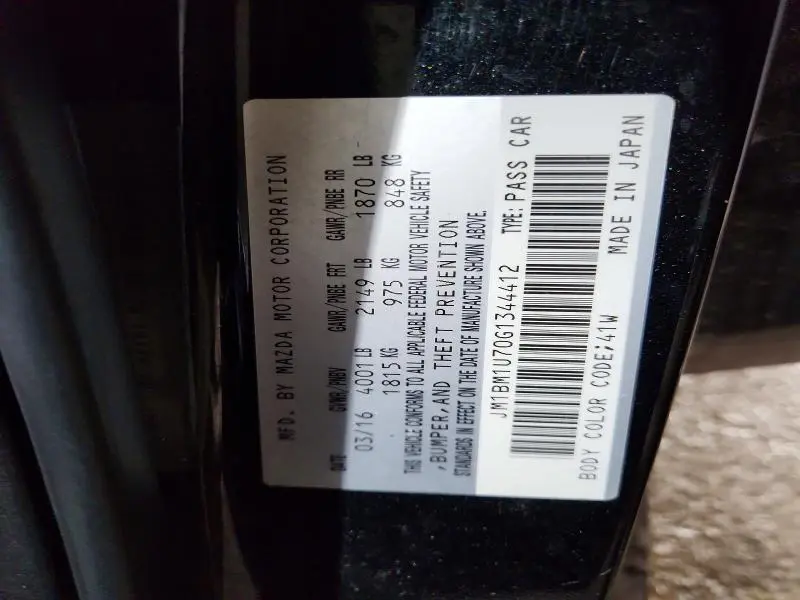 MFD. BY MAZDA MOTOR CORPORATION
DATE GVWR/PNBV GAWR/PNBE FRT GAWR/PNBE RR
03/16 4001 LB 2149 LB 1870 LB
1815 KG 975 KG 848 KG
THIS VEHICLE CONFORMS TO ALL APPLICABLE FEDERAL MOTOR VEHICLE SAFETY
,BUMPER,AND THEFT PREVENTION
STANDARDS IN EFFECT ON THE DATE OF MANUFACTURE SHOWN ABOVE.
JM1BM1U70G1344412 TYPE:PASS CAR
BODY COLOR CODE;41W MADE IN JAPAN